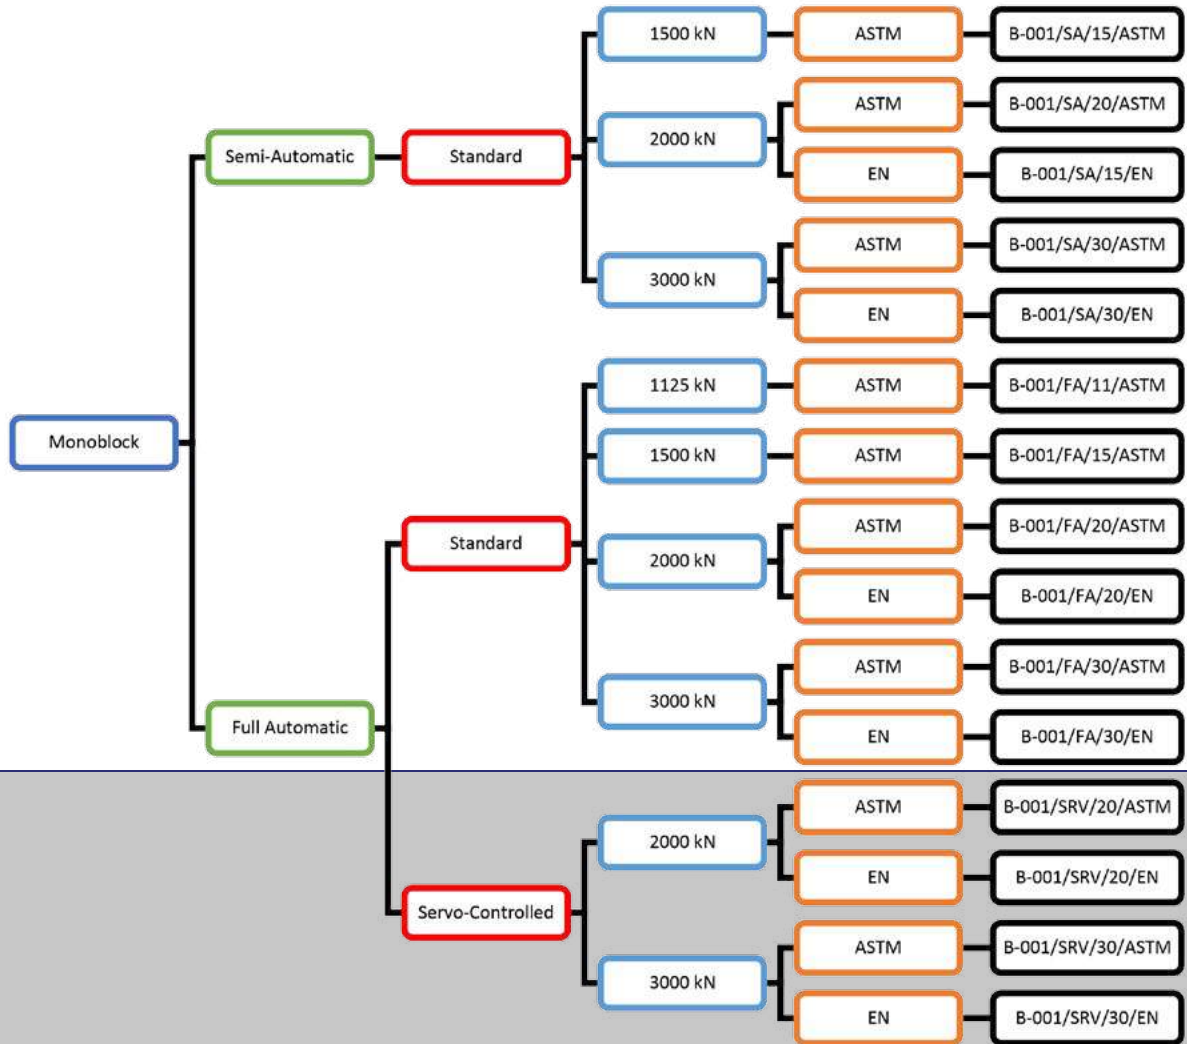 1500 kN
ASTM
B-001/SA/15/ASTM
2000 kN
ASTM
B-001/SA/20/ASTM
EN
B-001/SA/15/EN
Semi-Automatic
Standard
3000 kN
ASTM
B-001/SA/30/ASTM
EN
B-001/SA/30/EN
Monoblock
1125 kN
ASTM
B-001/FA/11/ASTM
1500 kN
ASTM
B-001/FA/15/ASTM
Standard
2000 kN
ASTM
B-001/FA/20/ASTM
EN
B-001/FA/20/EN
Full Automatic
3000 kN
ASTM
B-001/FA/30/ASTM
EN
B-001/FA/30/EN
2000 kN
ASTM
B-001/SRV/20/ASTM
EN
B-001/SRV/20/EN
Servo-Controlled
3000 kN
ASTM
B-001/SRV/30/ASTM
EN
B-001/SRV/30/EN